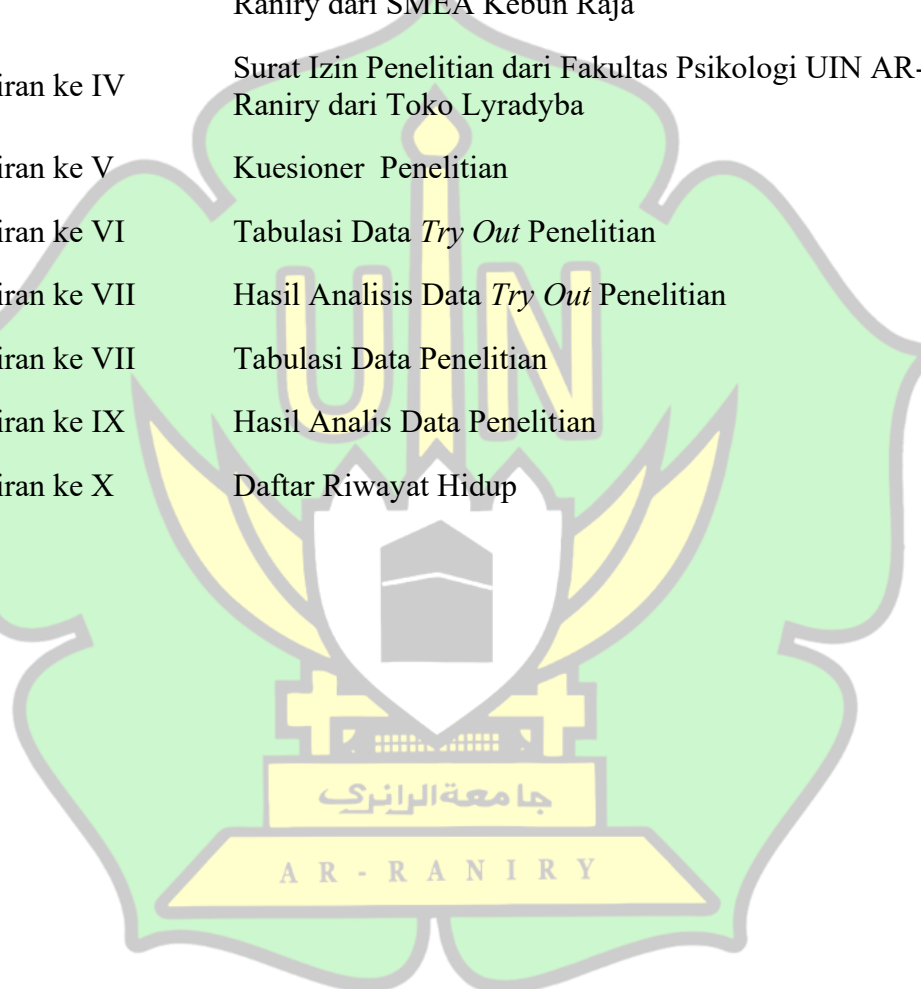 Raniry dari SMEA Kebun Raja
iran ke IV
Surat Izin Penelitian dari Fakultas Psikologi UIN AR-
Raniry dari Toko Lyradyba
iran ke V Kuesioner Penelitian
iran ke VI Tabulasi Data Try Out Penelitian
iran ke VII Hasil Analisis Data Try Out Penelitian
iran ke VII Tabulasi Data Penelitian
iran ke IX Hasil Analis Data Penelitian
iran ke X Daftar Riwayat Hidup
UIN
جامعةالرانري
AR-RANIRY